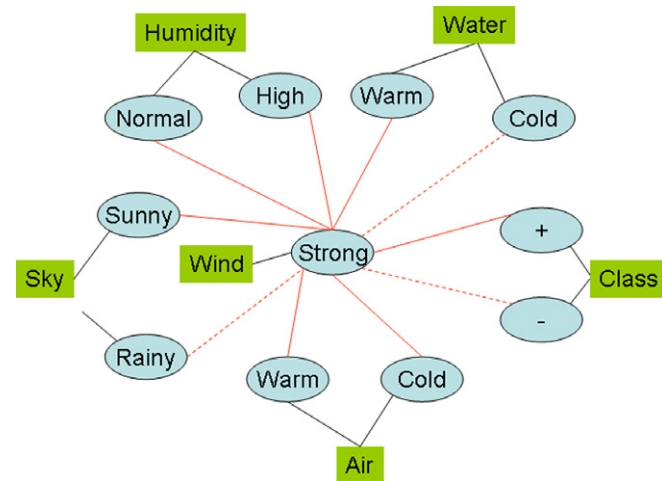 Humidity
Water
Normal
High
Warm
Cold
Sunny
Strong
+
Sky
Wind
Class
-
Rainy
Warm
Cold
Air